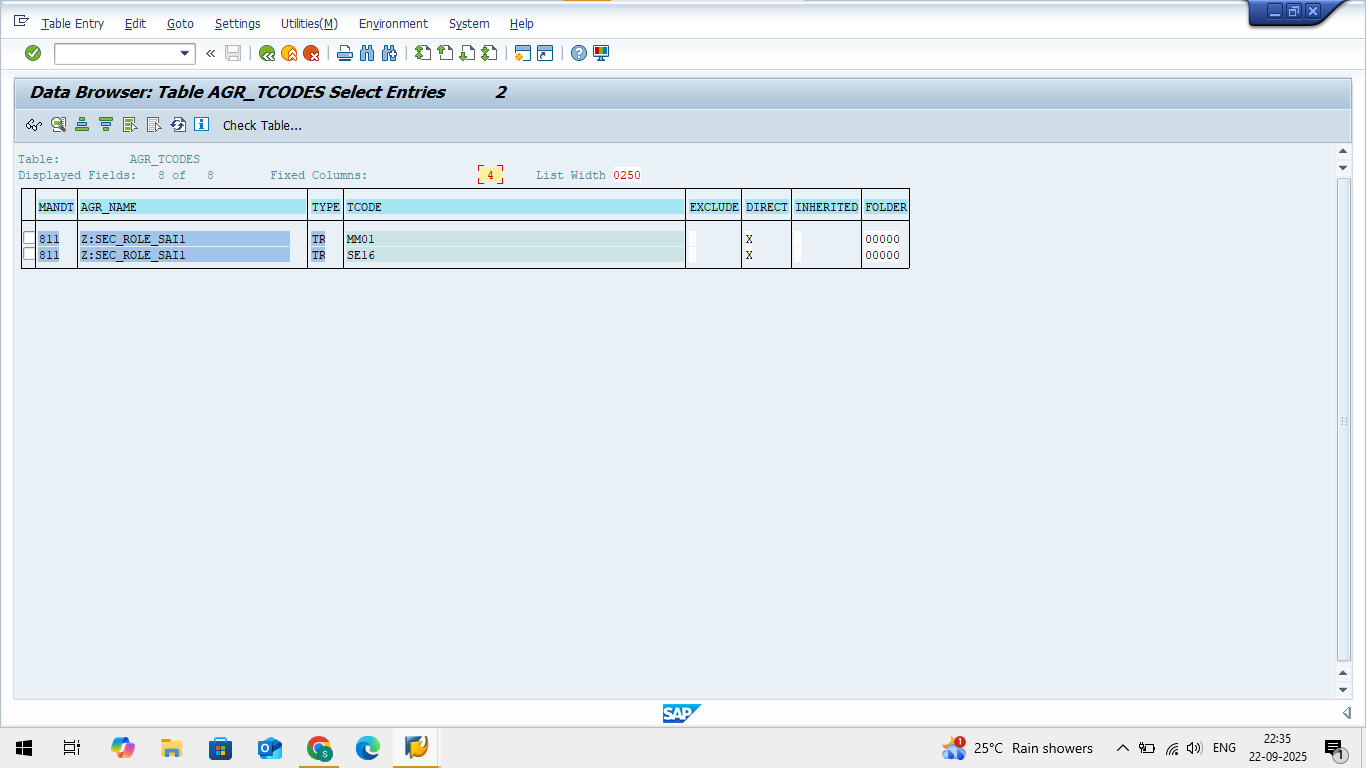 Table Entry Edit Goto Settings Utilities(M) Environment System Help
Data Browser: Table AGR_TCODES Select Entries 2
Check Table...
Table: AGR_TCODES
Displayed Fields: 8 of 8 Fixed Columns: 4 List Width 0250
MANDT AGR_NAME TYPE TCODE EXCLUDE DIRECT INHERITED FOLDER
811 Z:SEC_ROLE_SAI1 TR MM01 X 00000
811 Z:SEC_ROLE_SAI1 TR SE16 X 00000
SAP
1 25°C Rain showers ENG 22:35
22-09-2025 1